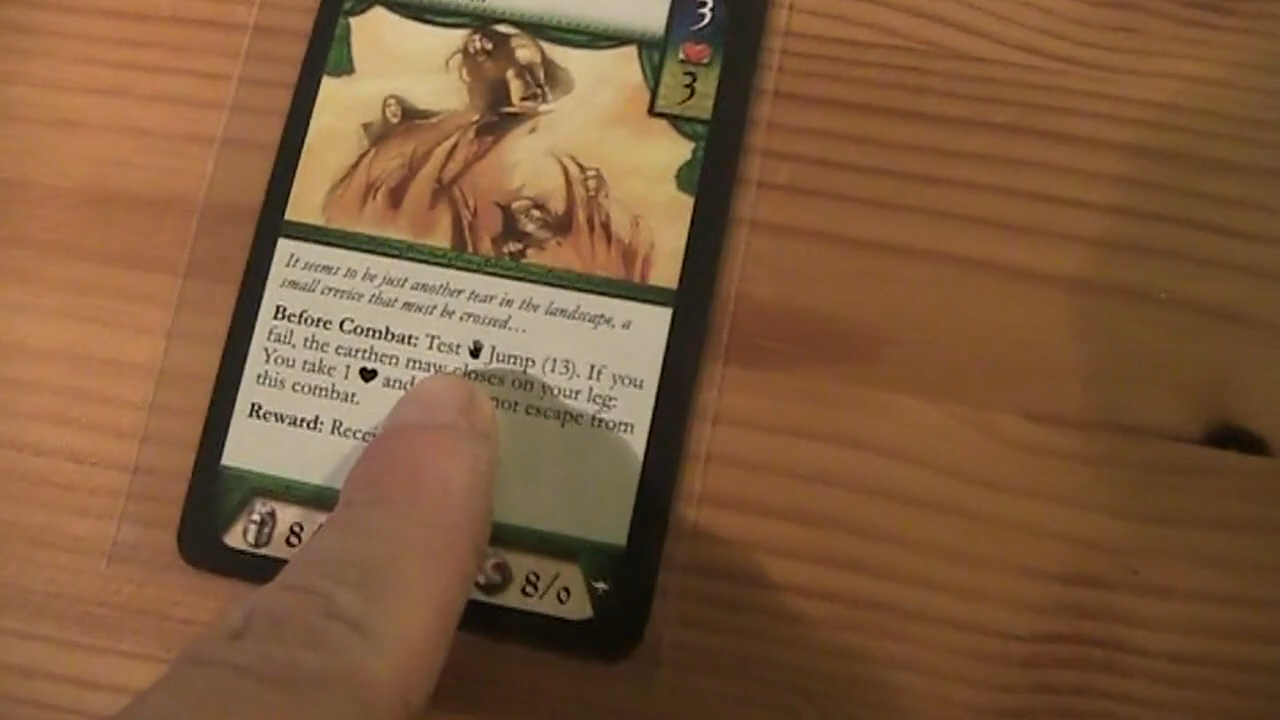 3
3
It seems to be just another tear in the landscape, a
small crevice that must be crossed...
Before Combat: Test Jump (13). If you
fail, the earthen maw closes on your leg:
You take 1 and not escape from
this combat.
Reward:
8/
8/0